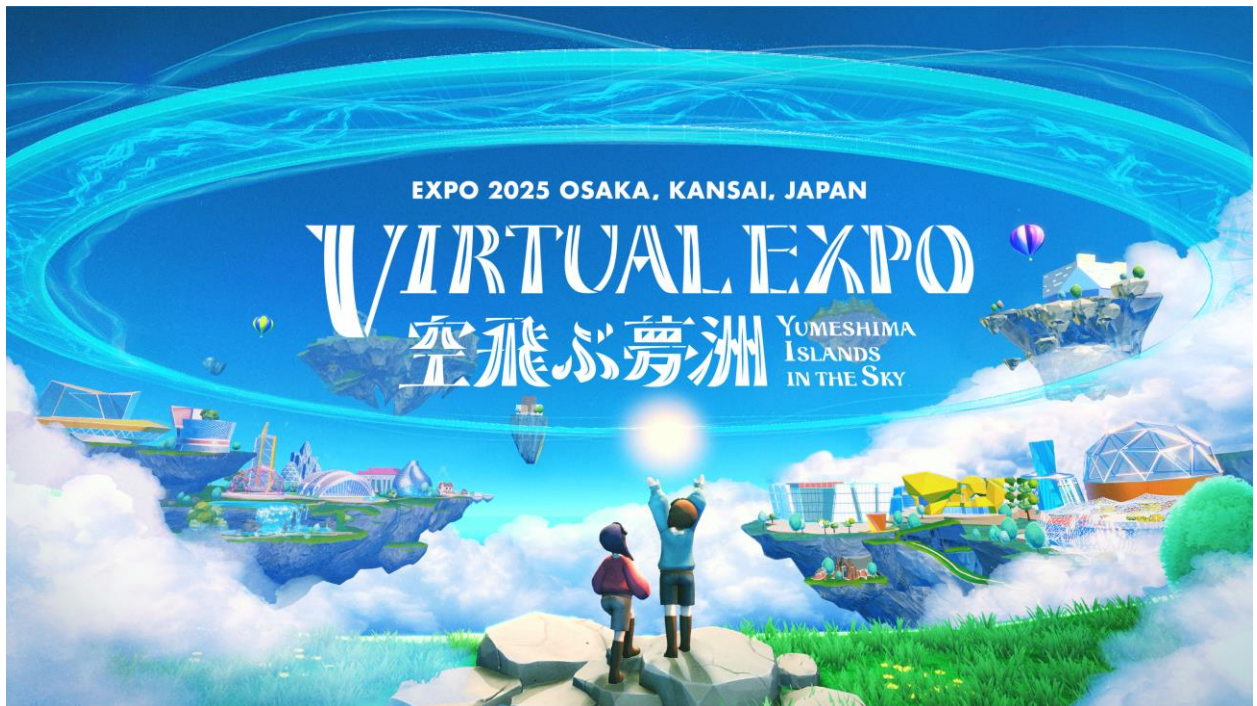 EXPO 2025 OSAKA, KANSAI, JAPAN
VIRTUAL EXPO
空飛ぶ夢洲
YUMESHIMA
ISLANDS
IN THE SKY